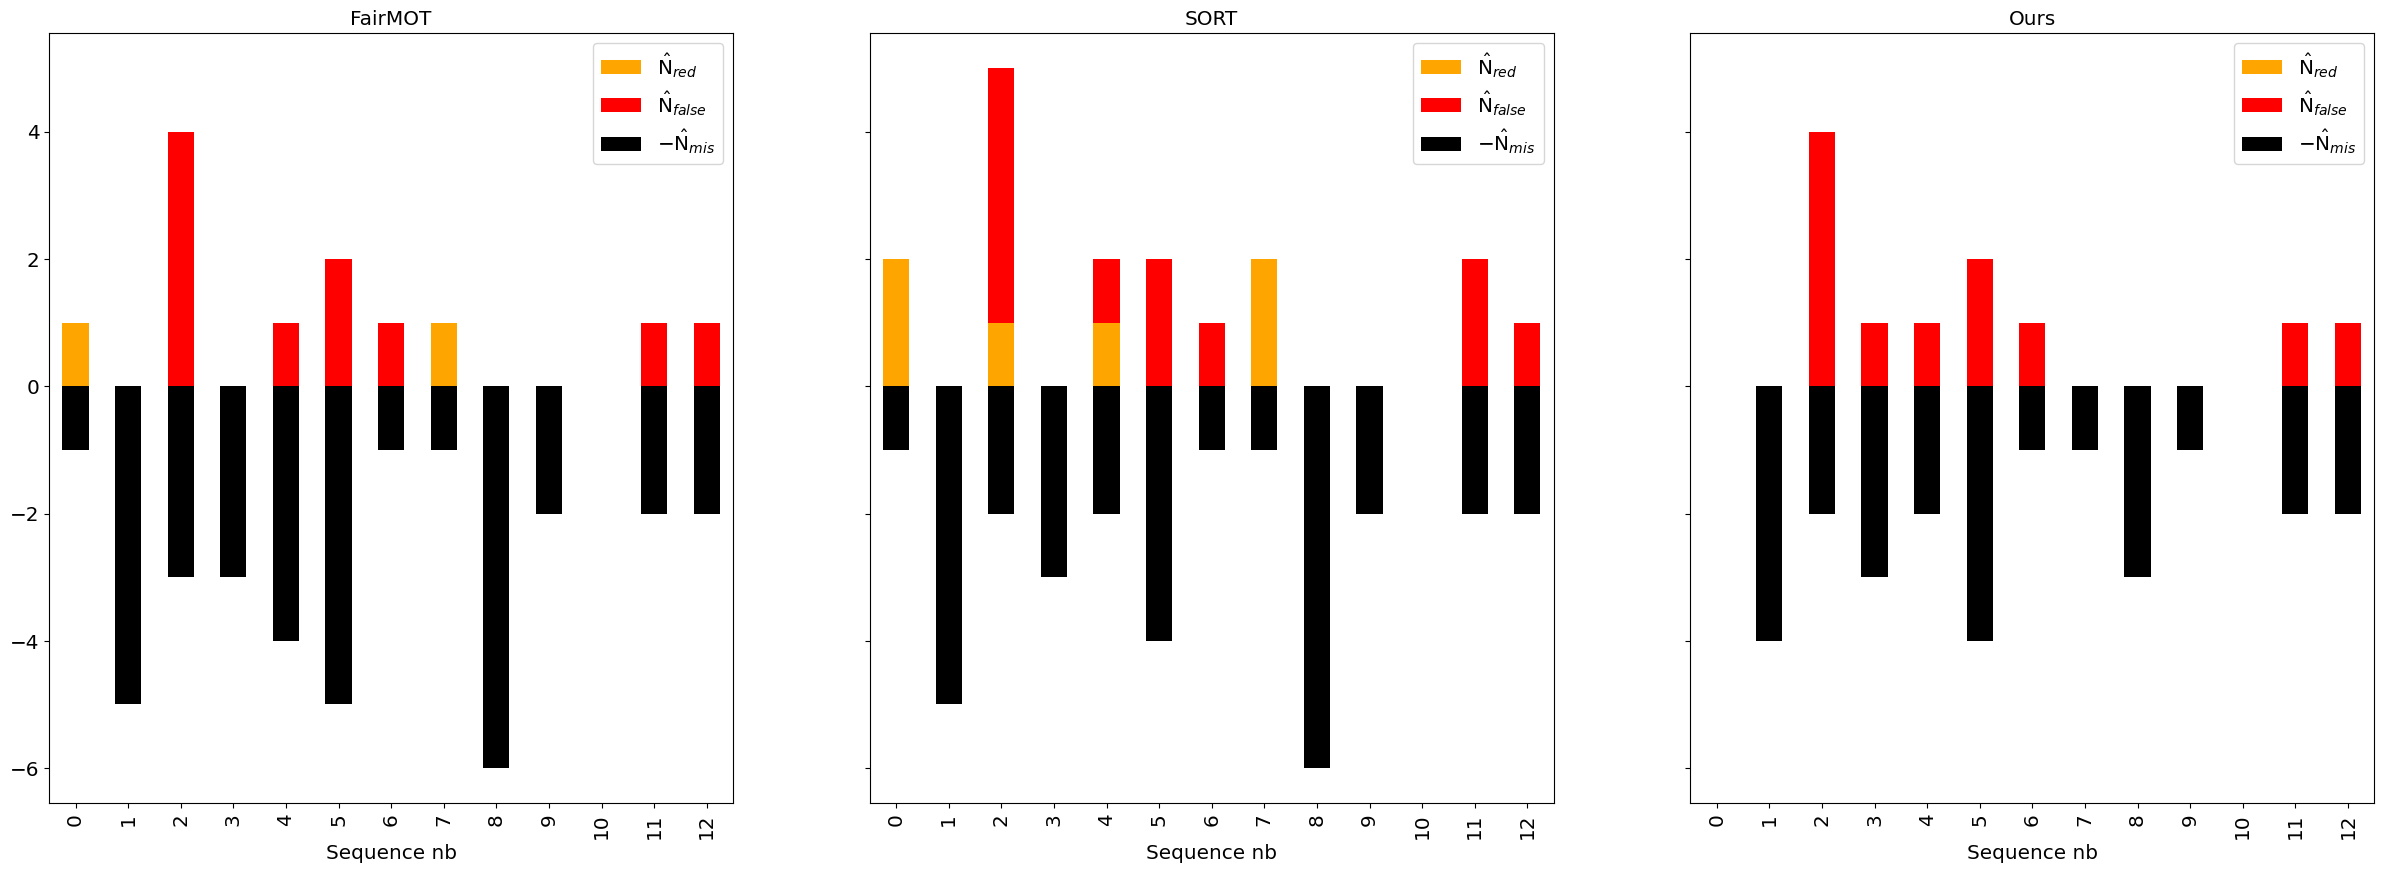 FairMOT
N̂red
N̂false
−N̂mis
4
2
0
−2
−4
−6
0 1 2 3 4 5 6 7 8 9 10 11 12
Sequence nb
SORT
N̂red
N̂false
−N̂mis
0 1 2 3 4 5 6 7 8 9 10 11 12
Sequence nb
Ours
N̂red
N̂false
−N̂mis
0 1 2 3 4 5 6 7 8 9 10 11 12
Sequence nb